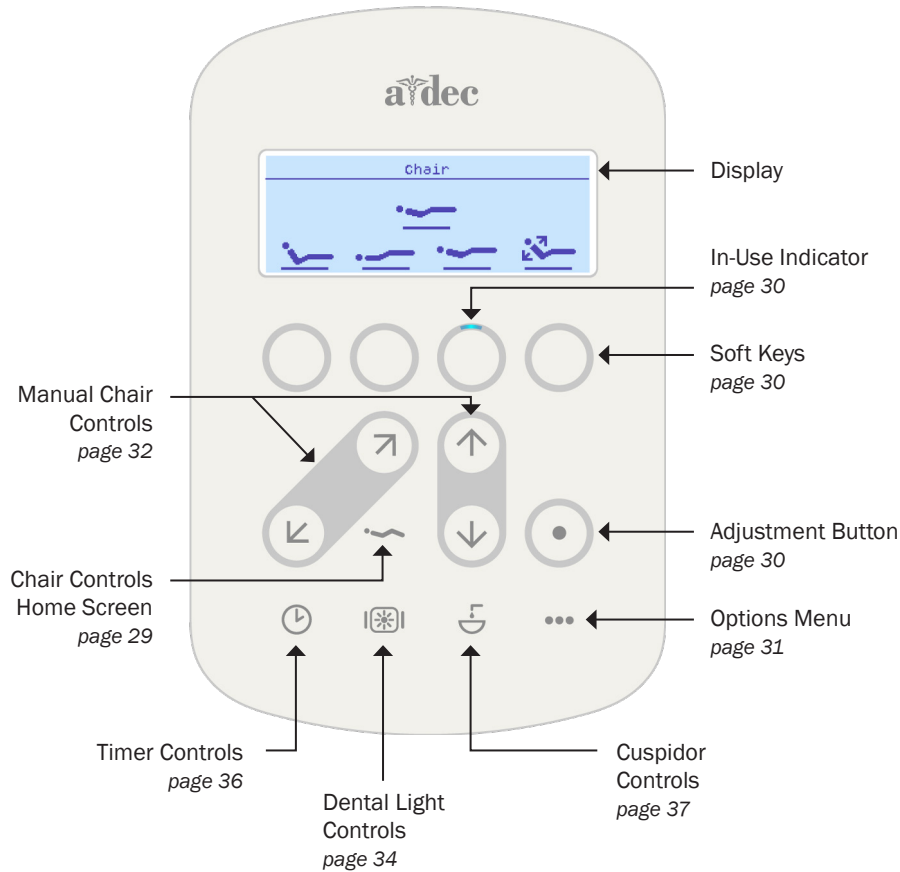 a dec
Chair
Display
In-Use Indicator
page 30
Soft Keys
page 30
Manual Chair
Controls
page 32
Adjustment Button
page 30
Chair Controls
Home Screen
page 29
Options Menu
page 31
Timer Controls
page 36
Dental Light
Controls
page 34
Cuspidor
Controls
page 37